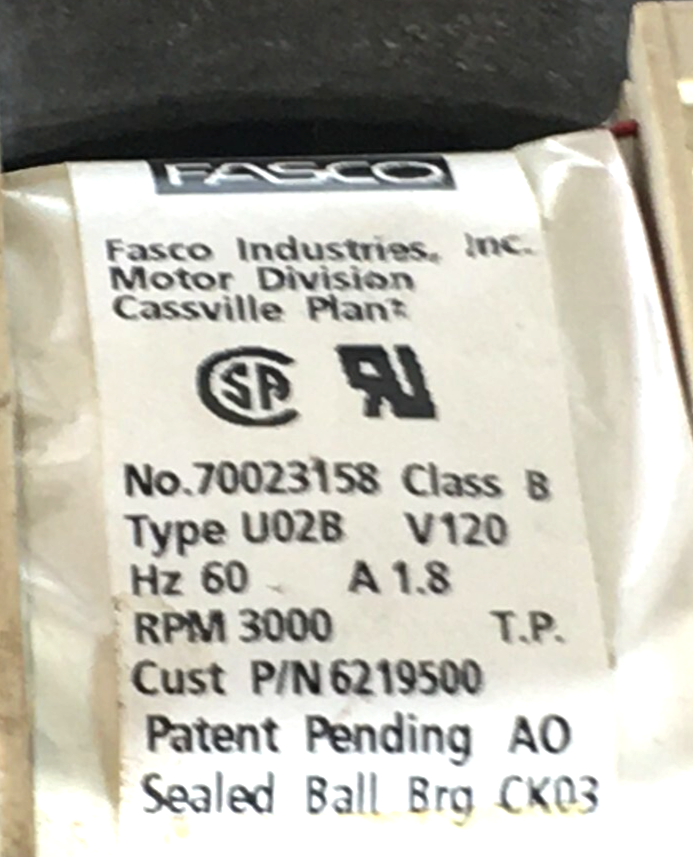 FASCO
Fasco Industries, Inc.
Motor Division
Cassville Plant
No.70023158 Class B
Type U02B V120
Hz 60 A 1.8
RPM 3000 T.P.
Cust P/N 6219500
Patent Pending AO
Sealed Ball Brg CK03